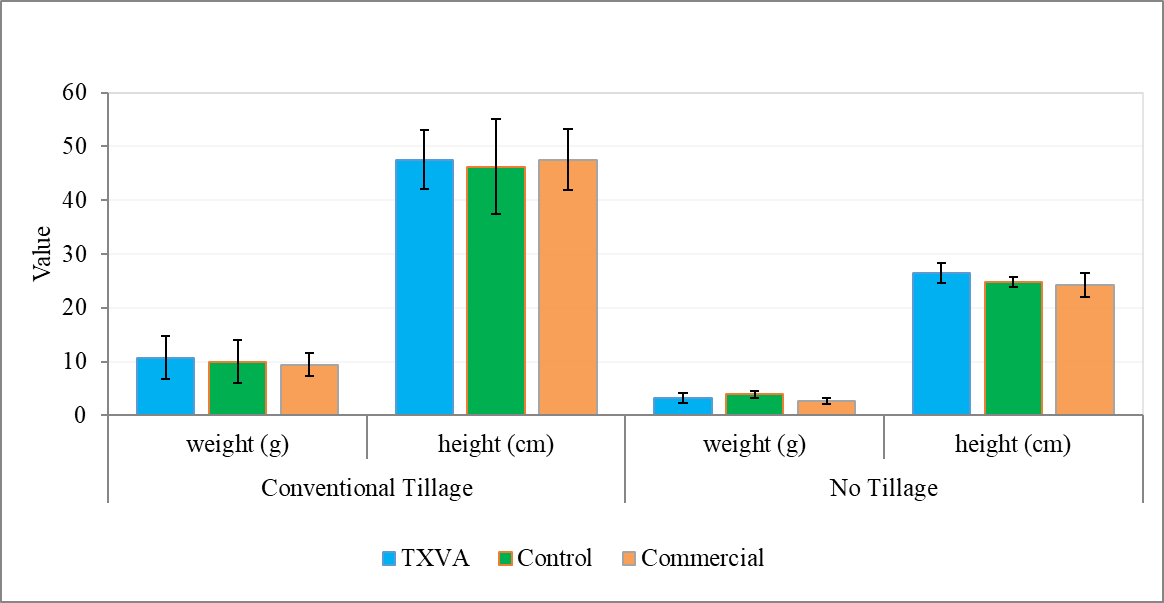 60
50
40
30
20
10
0
Value
weight (g) height (cm) weight (g) height (cm)
Conventional Tillage No Tillage
TXVA Control Commercial